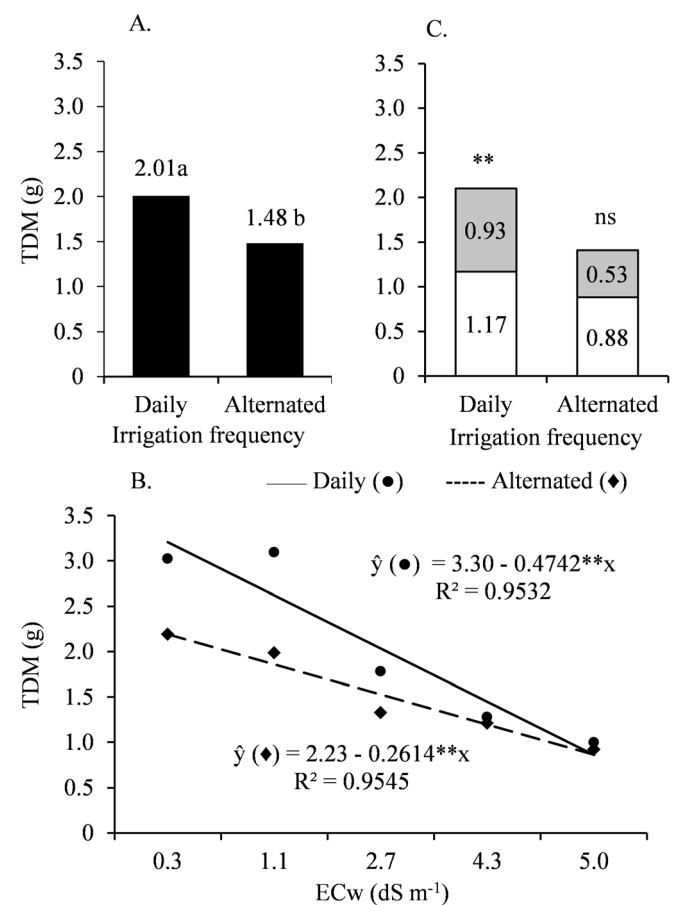 A.
3.5
3.0
2.5
2.0
1.5
1.0
0.5
0
TDM (g)
2.01a
1.48 b
Daily Alternated
Irrigation frequency
C.
3.5
3.0
2.5
2.0
1.5
1.0
0.5
0
**
ns
0.93
0.53
1.17
0.88
Daily Alternated
Irrigation frequency
B.
Daily (●) Alternated (♦)
3.5
3.0
2.5
2.0
1.5
1.0
0.5
0
TDM (g)
ŷ (●) = 3.30 - 0.4742**x
R² = 0.9532
ŷ (♦) = 2.23 - 0.2614**x
R² = 0.9545
0.3 1.1 2.7 4.3 5.0
ECw (dS m⁻¹)